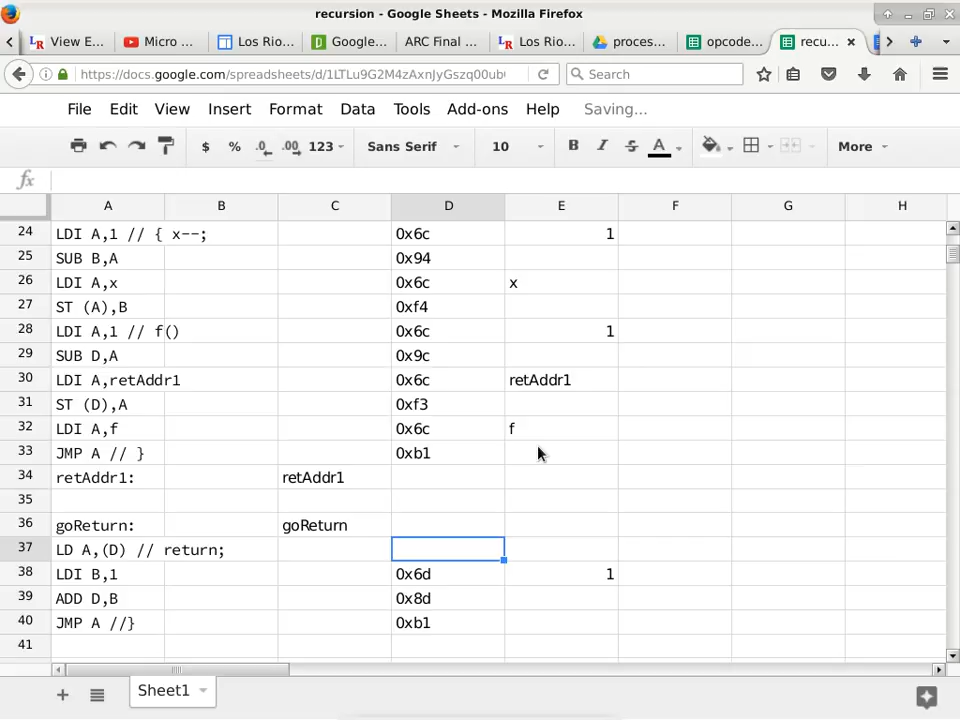 recursion - Google Sheets - Mozilla Firefox
View E...
Micro ...
Los Rio...
Google...
ARC Final ...
Los Rio...
proces...
opcode...
recu...
https://docs.google.com/spreadsheets/d/1LTLu9G2M4zAxnJyGszq00ub
Search
File Edit View Insert Format Data Tools Add-ons Help Saving...
$ % .0 .00 123 Sans Serif 10 B I S A More
fx
A B C D E F G H
24 LDI A,1 // { x--; 0x6c 1
25 SUB B,A 0x94
26 LDI A,x 0x6c x
27 ST (A),B 0xf4
28 LDI A,1 // f() 0x6c 1
29 SUB D,A 0x9c
30 LDI A,retAddr1 0x6c retAddr1
31 ST (D),A 0xf3
32 LDI A,f 0x6c f
33 JMP A // } 0xb1
34 retAddr1: retAddr1
35
36 goReturn: goReturn
37 LD A,(D) // return;
38 LDI B,1 0x6d 1
39 ADD D,B 0x8d
40 JMP A //} 0xb1
41
Sheet1